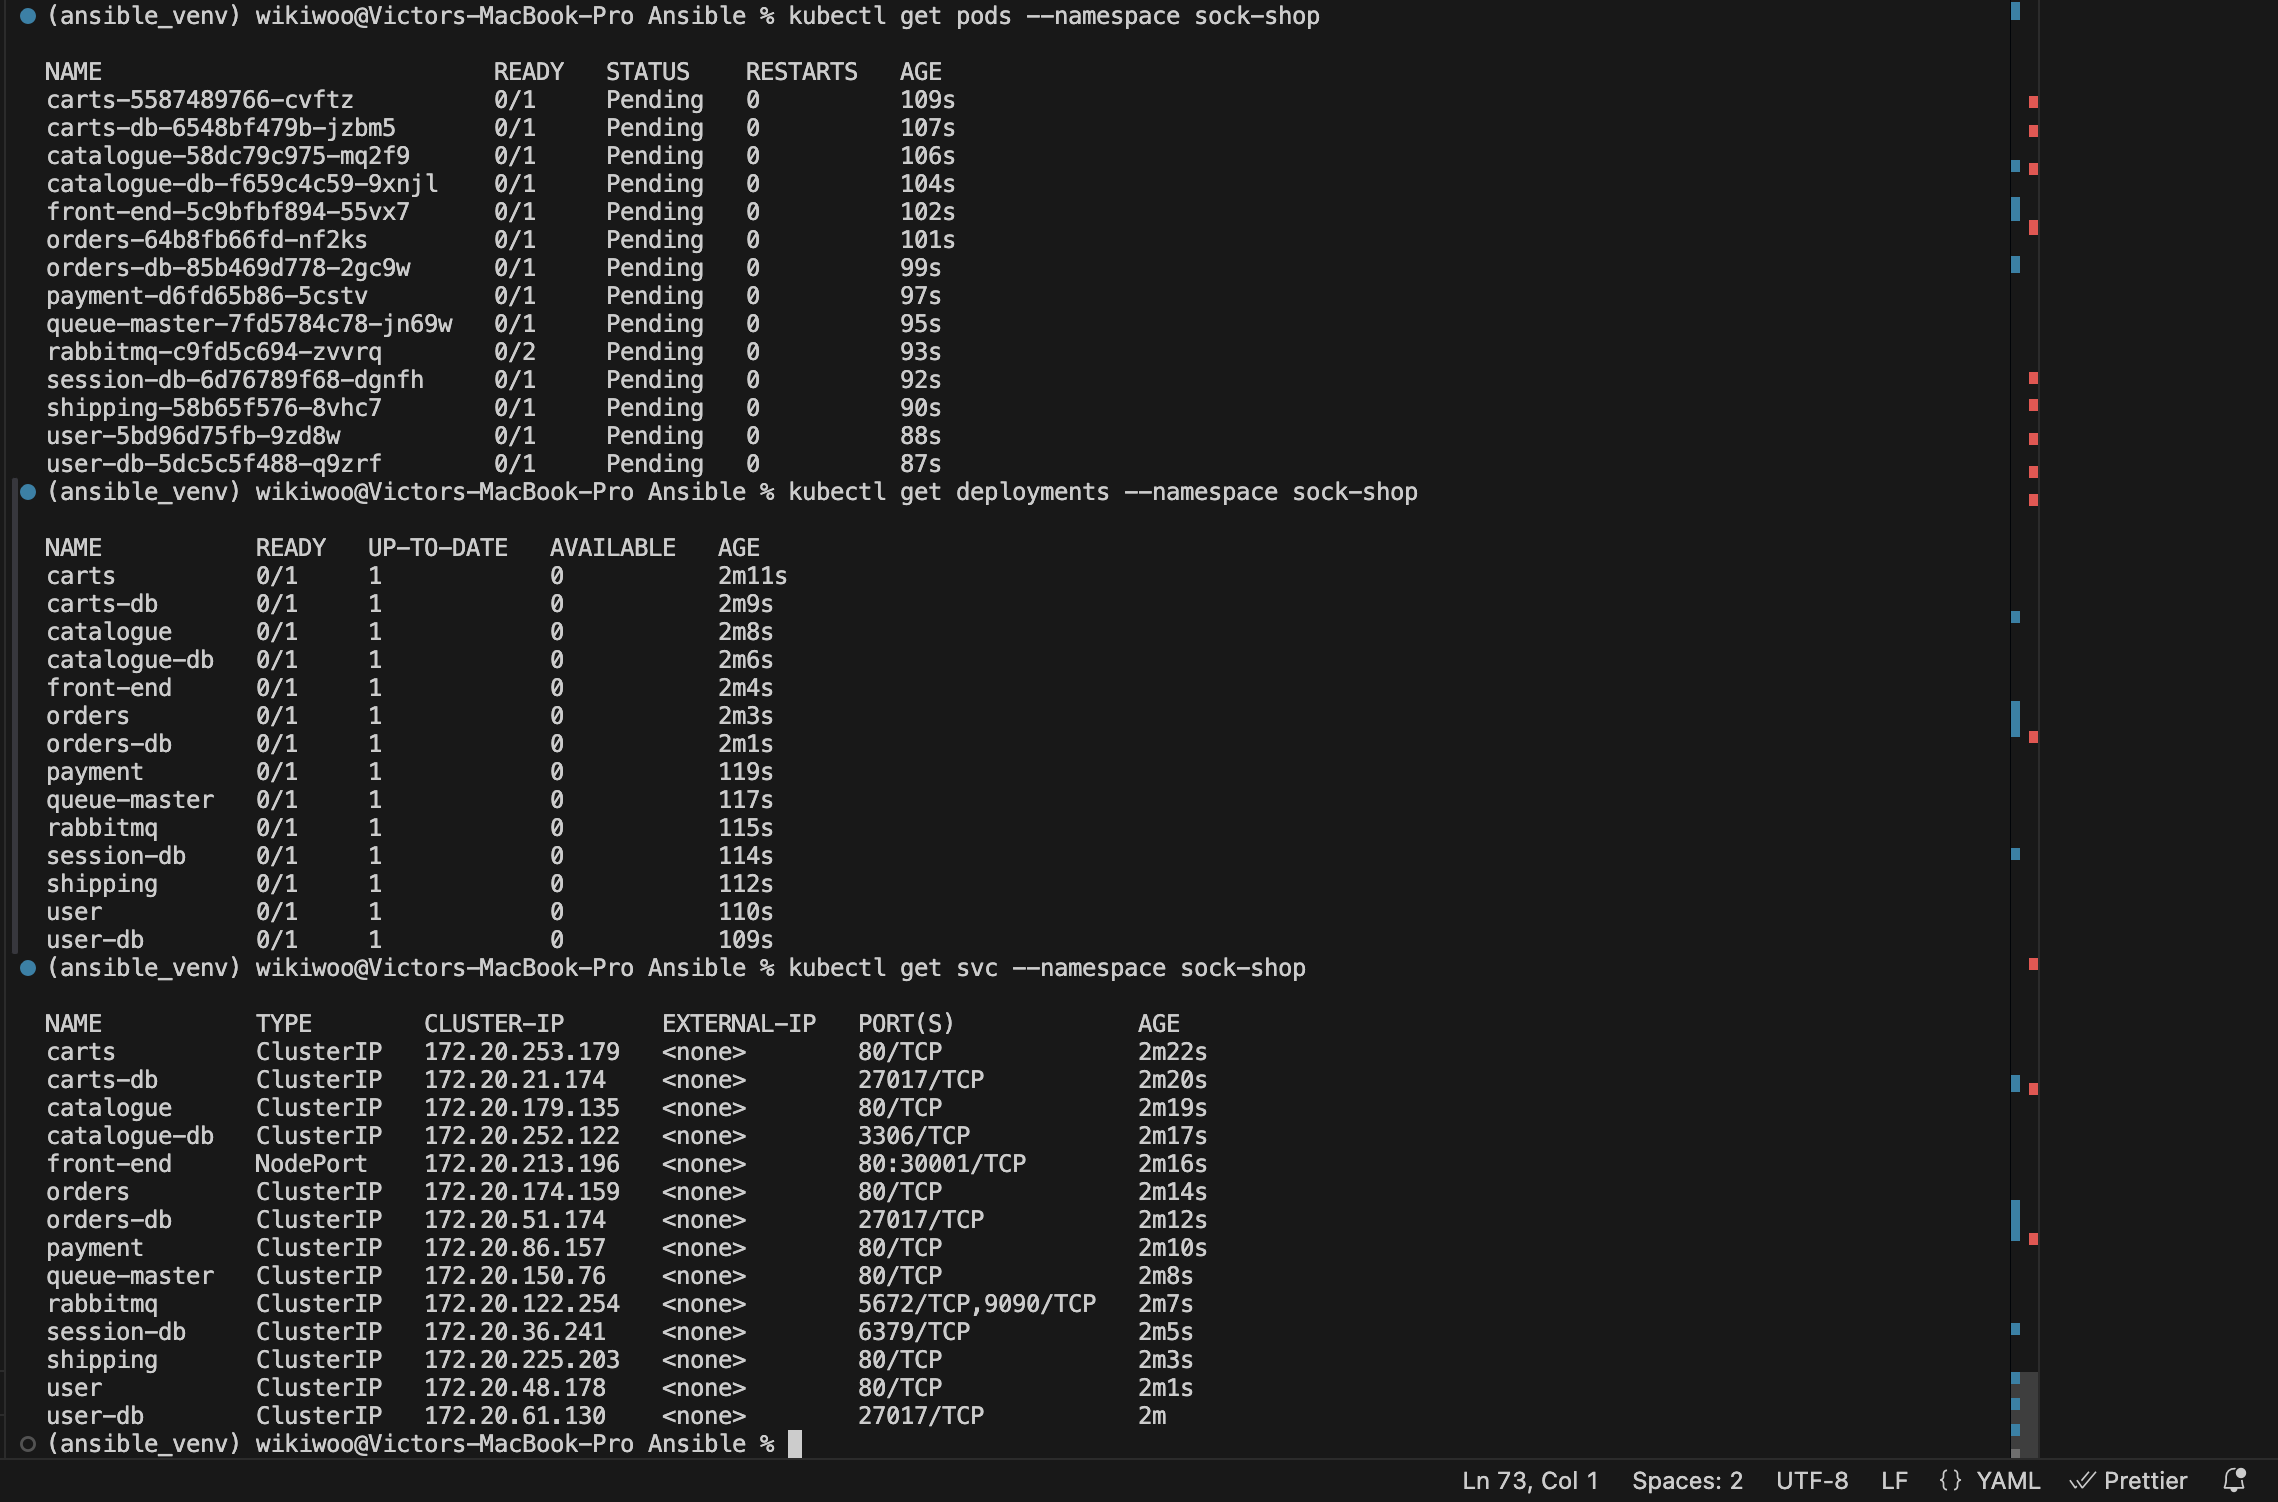 (ansible_venv) wikiwoo@Victors-MacBook-Pro Ansible % kubectl get pods --namespace sock-shop
NAME READY STATUS RESTARTS AGE
carts-5587489766-cvftz 0/1 Pending 0 109s
carts-db-6548bf479b-jzbm5 0/1 Pending 0 107s
catalogue-58dc79c975-mq2f9 0/1 Pending 0 106s
catalogue-db-f659c4c59-9xnjl 0/1 Pending 0 104s
front-end-5c9bfbf894-55vx7 0/1 Pending 0 102s
orders-64b8fb66fd-nf2ks 0/1 Pending 0 101s
orders-db-85b469d778-2gc9w 0/1 Pending 0 99s
payment-d6fd65b86-5cstv 0/1 Pending 0 97s
queue-master-7fd5784c78-jn69w 0/1 Pending 0 95s
rabbitmq-c9fd5c694-zvvrq 0/2 Pending 0 93s
session-db-6d76789f68-dgnfh 0/1 Pending 0 92s
shipping-58b65f576-8vhc7 0/1 Pending 0 90s
user-5bd96d75fb-9zd8w 0/1 Pending 0 88s
user-db-5dc5c5f488-q9zrf 0/1 Pending 0 87s
(ansible_venv) wikiwoo@Victors-MacBook-Pro Ansible % kubectl get deployments --namespace sock-shop
NAME READY UP-TO-DATE AVAILABLE AGE
carts 0/1 1 0 2m11s
carts-db 0/1 1 0 2m9s
catalogue 0/1 1 0 2m8s
catalogue-db 0/1 1 0 2m6s
front-end 0/1 1 0 2m4s
orders 0/1 1 0 2m3s
orders-db 0/1 1 0 2m1s
payment 0/1 1 0 119s
queue-master 0/1 1 0 117s
rabbitmq 0/1 1 0 115s
session-db 0/1 1 0 114s
shipping 0/1 1 0 112s
user 0/1 1 0 110s
user-db 0/1 1 0 109s
(ansible_venv) wikiwoo@Victors-MacBook-Pro Ansible % kubectl get svc --namespace sock-shop
NAME TYPE CLUSTER-IP EXTERNAL-IP PORT(S) AGE
carts ClusterIP 172.20.253.179 <none> 80/TCP 2m22s
carts-db ClusterIP 172.20.21.174 <none> 27017/TCP 2m20s
catalogue ClusterIP 172.20.179.135 <none> 80/TCP 2m19s
catalogue-db ClusterIP 172.20.252.122 <none> 3306/TCP 2m17s
front-end NodePort 172.20.213.196 <none> 80:30001/TCP 2m16s
orders ClusterIP 172.20.174.159 <none> 80/TCP 2m14s
orders-db ClusterIP 172.20.51.174 <none> 27017/TCP 2m12s
payment ClusterIP 172.20.86.157 <none> 80/TCP 2m10s
queue-master ClusterIP 172.20.150.76 <none> 80/TCP 2m8s
rabbitmq ClusterIP 172.20.122.254 <none> 5672/TCP,9090/TCP 2m7s
session-db ClusterIP 172.20.36.241 <none> 6379/TCP 2m5s
shipping ClusterIP 172.20.225.203 <none> 80/TCP 2m3s
user ClusterIP 172.20.48.178 <none> 80/TCP 2m1s
user-db ClusterIP 172.20.61.130 <none> 27017/TCP 2m
(ansible_venv) wikiwoo@Victors-MacBook-Pro Ansible %
Ln 73, Col 1 Spaces: 2 UTF-8 LF {} YAML Prettier